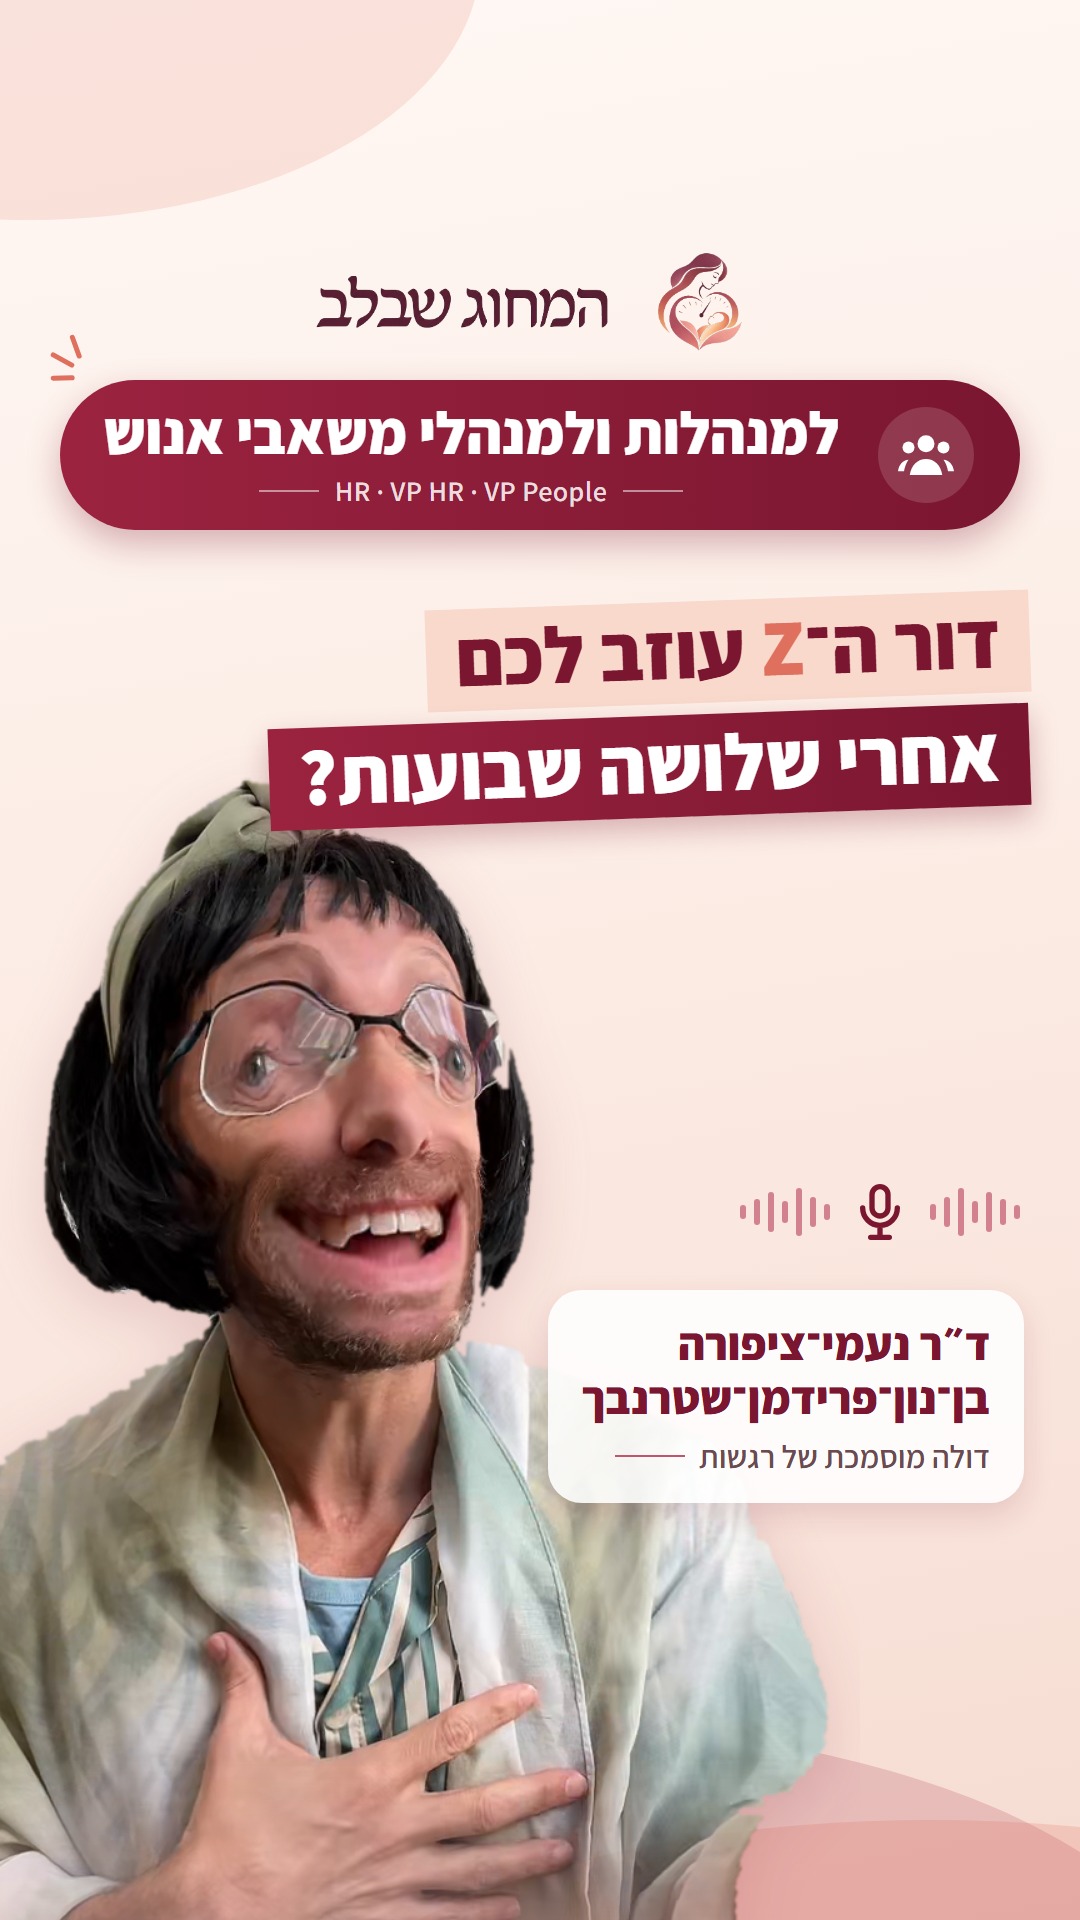 המחוג שבלב
למנהלות ולמנהלי משאבי אנוש
HR · VP HR · VP People
דור ה־Z עוזב לכם
אחרי שלושה שבועות?
ד״ר נעמי־ציפורה
בן־נון־פרידמן־שטרנבך
דולה מוסמכת של רגשות